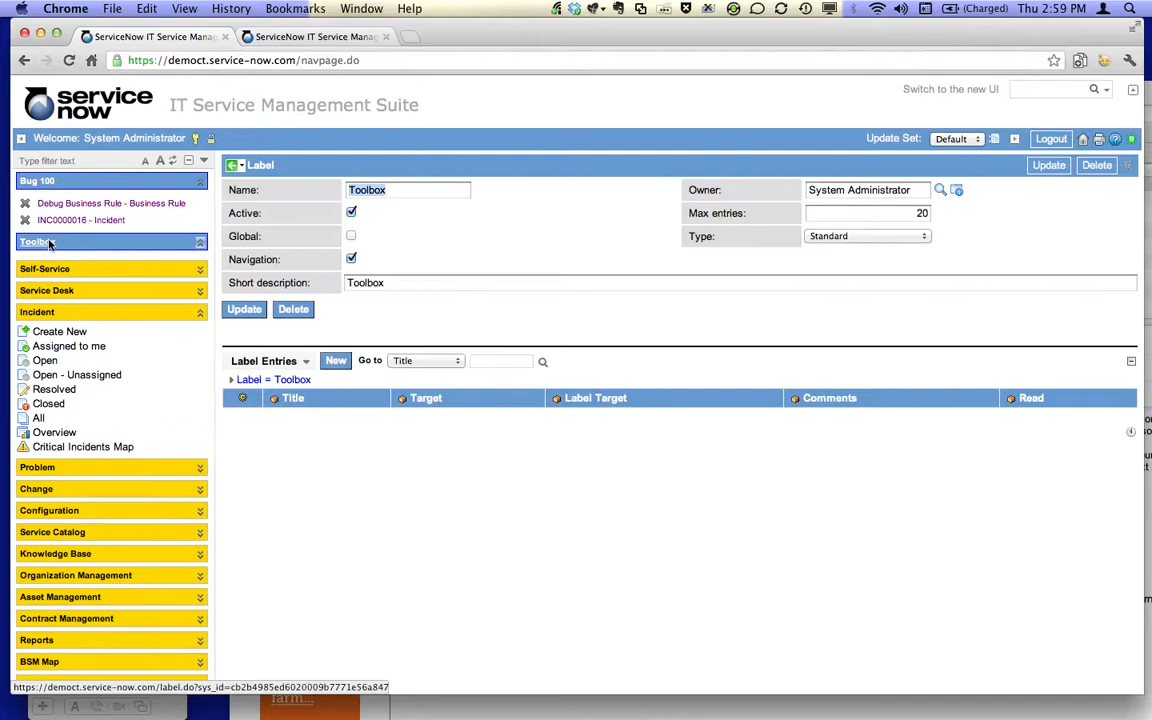 Chrome File Edit View History Bookmarks Window Help (Charged) Thu 2:59 PM
ServiceNow IT Service Manag
ServiceNow IT Service Manag
https://democt.service-now.com/navpage.do
service now IT Service Management Suite
Switch to the new UI
Welcome: System Administrator
Update Set: Default Logout
Type filter text A A
Label Update Delete
Bug 100
Debug Business Rule - Business Rule
INC0000016 - Incident
Toolbox
Self-Service
Service Desk
Incident
Create New
Assigned to me
Open
Open - Unassigned
Resolved
Closed
All
Overview
Critical Incidents Map
Problem
Change
Configuration
Service Catalog
Knowledge Base
Organization Management
Asset Management
Contract Management
Reports
BSM Map
Name: Toolbox
Active:
Global:
Navigation:
Short description: Toolbox
Owner: System Administrator
Max entries: 20
Type: Standard
Update Delete
Label Entries New Go to Title
Label = Toolbox
Title Target Label Target Comments Read
https://democt.service-now.com/label.do?sys_id=cb2b4985ed6020009b7771e56a847
farm...